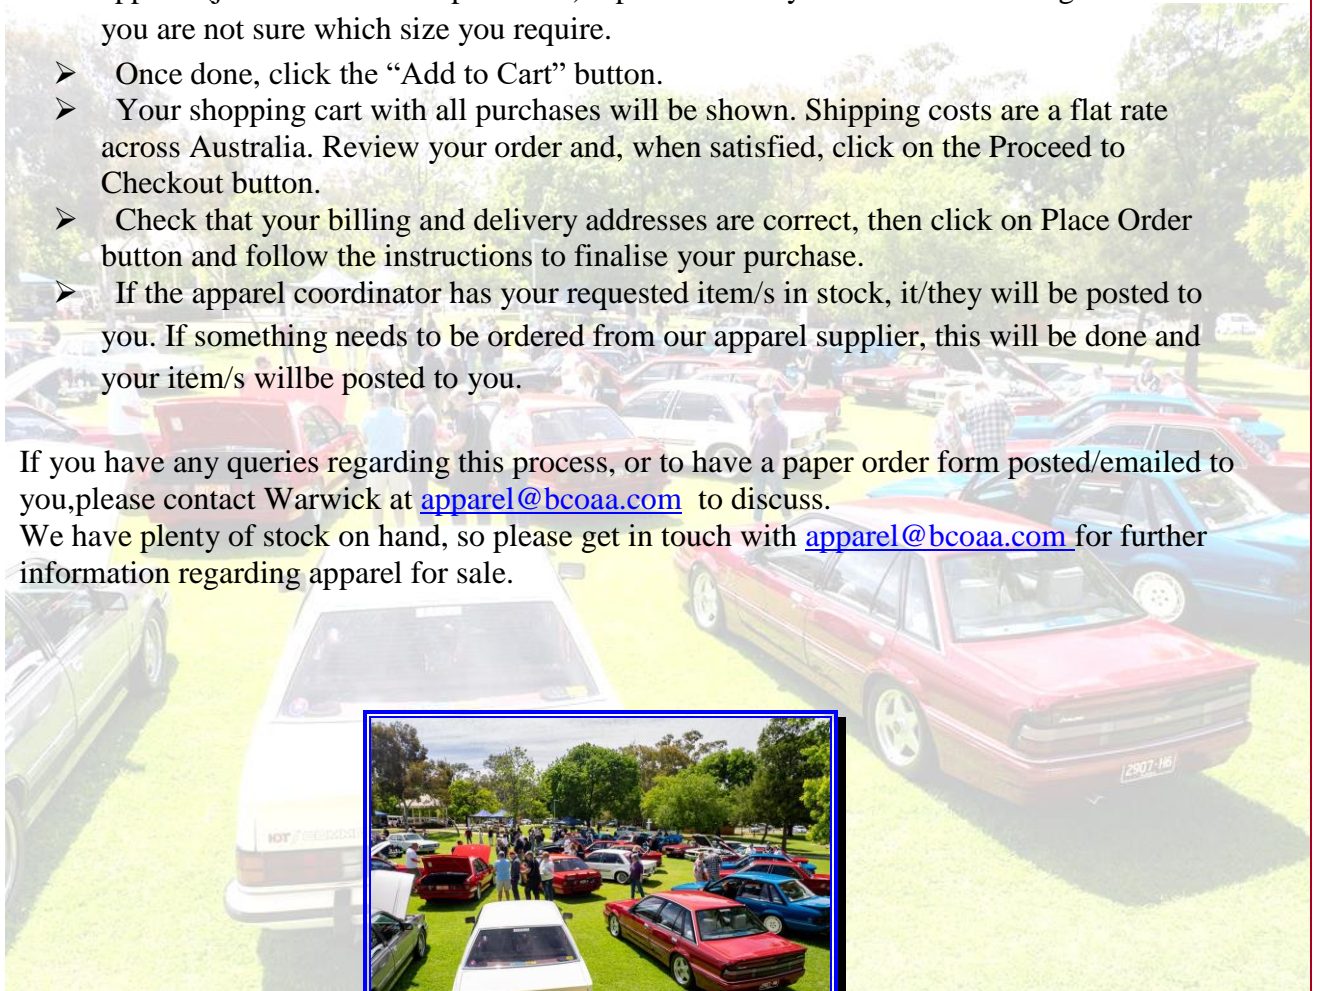 you are not sure which size you require.
➢ Once done, click the “Add to Cart” button.
➢ Your shopping cart with all purchases will be shown. Shipping costs are a flat rate
across Australia. Review your order and, when satisfied, click on the Proceed to
Checkout button.
➢ Check that your billing and delivery addresses are correct, then click on Place Order
button and follow the instructions to finalise your purchase.
➢ If the apparel coordinator has your requested item/s in stock, it/they will be posted to
you. If something needs to be ordered from our apparel supplier, this will be done and
your item/s willbe posted to you.
If you have any queries regarding this process, or to have a paper order form posted/emailed to
you,please contact Warwick at apparel@bcoaa.com to discuss.
We have plenty of stock on hand, so please get in touch with apparel@bcoaa.com for further
information regarding apparel for sale.
2907·H6